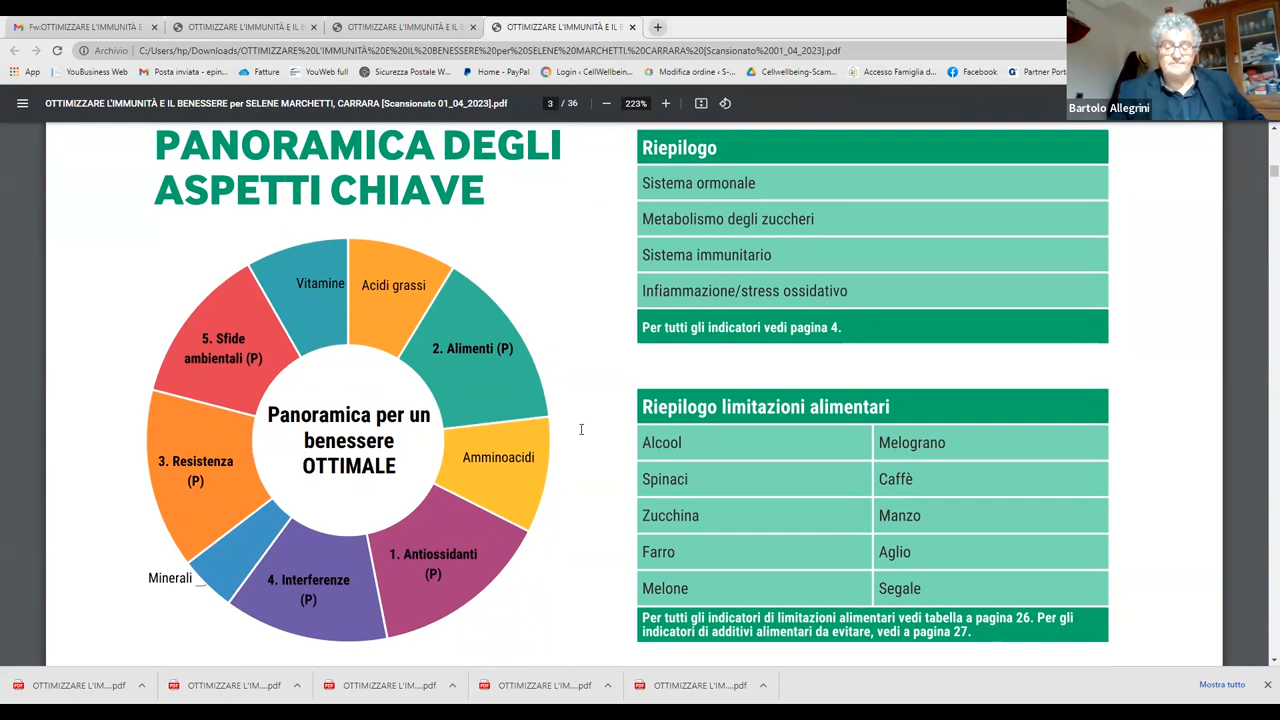 Fw:OTTIMIZZARE L'IMMUNITÀ E IL
OTTIMIZZARE L'IMMUNITÀ E IL B
OTTIMIZZARE L'IMMUNITÀ E IL B
OTTIMIZZARE L'IMMUNITÀ E IL B
Archivio | C:/Users/hp/Downloads/OTTIMIZZARE%20L'IMMUNITÀ%20E%20IL%20BENESSERE%20per%20SELENE%20MARCHETTI,%20CARRARA%20[Scansionato%2001_04_2023].pdf
App
YouBusiness Web
Posta inviata - epin...
Fatture
YouWeb full
Sicurezza Postale W...
Home - PayPal
Login ‹ CellWellbein...
Modifica ordine ‹ S-...
Cellwellbeing-Scam...
Accesso Famiglia d...
Facebook
Partner Port
OTTIMIZZARE L'IMMUNITÀ E IL BENESSERE per SELENE MARCHETTI, CARRARA [Scansionato 01_04_2023].pdf
3 / 36
223%
Bartolo Allegrini
PANORAMICA DEGLI
ASPETTI CHIAVE
Vitamine
Acidi grassi
2. Alimenti (P)
Amminoacidi
1. Antiossidanti
(P)
4. Interferenze
(P)
Minerali
3. Resistenza
(P)
5. Sfide
ambientali (P)
Panoramica per un
benessere
OTTIMALE
Riepilogo
Sistema ormonale
Metabolismo degli zuccheri
Sistema immunitario
Infiammazione/stress ossidativo
Per tutti gli indicatori vedi pagina 4.
Riepilogo limitazioni alimentari
Alcool Melograno
Spinaci Caffè
Zucchina Manzo
Farro Aglio
Melone Segale
Per tutti gli indicatori di limitazioni alimentari vedi tabella a pagina 26. Per gli
indicatori di additivi alimentari da evitare, vedi a pagina 27.
OTTIMIZZARE L'IM....pdf
OTTIMIZZARE L'IM....pdf
OTTIMIZZARE L'IM....pdf
OTTIMIZZARE L'IM....pdf
OTTIMIZZARE L'IM....pdf
Mostra tutto